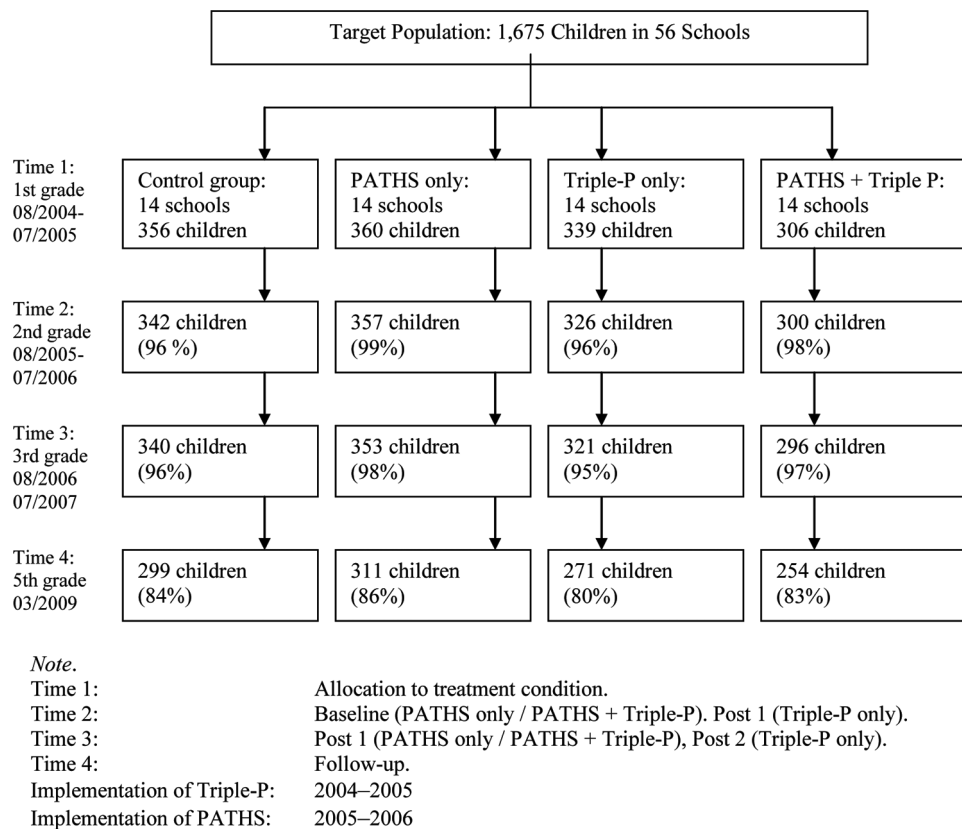 Target Population: 1,675 Children in 56 Schools
Time 1:
1st grade
08/2004-
07/2005
Control group:
14 schools
356 children
PATHS only:
14 schools
360 children
Triple-P only:
14 schools
339 children
PATHS + Triple P:
14 schools
306 children
Time 2:
2nd grade
08/2005-
07/2006
342 children
(96 %)
357 children
(99%)
326 children
(96%)
300 children
(98%)
Time 3:
3rd grade
08/2006
07/2007
340 children
(96%)
353 children
(98%)
321 children
(95%)
296 children
(97%)
Time 4:
5th grade
03/2009
299 children
(84%)
311 children
(86%)
271 children
(80%)
254 children
(83%)
Note.
Time 1: Allocation to treatment condition.
Time 2: Baseline (PATHS only / PATHS + Triple-P). Post 1 (Triple-P only).
Time 3: Post 1 (PATHS only / PATHS + Triple-P), Post 2 (Triple-P only).
Time 4: Follow-up.
Implementation of Triple-P: 2004–2005
Implementation of PATHS: 2005–2006